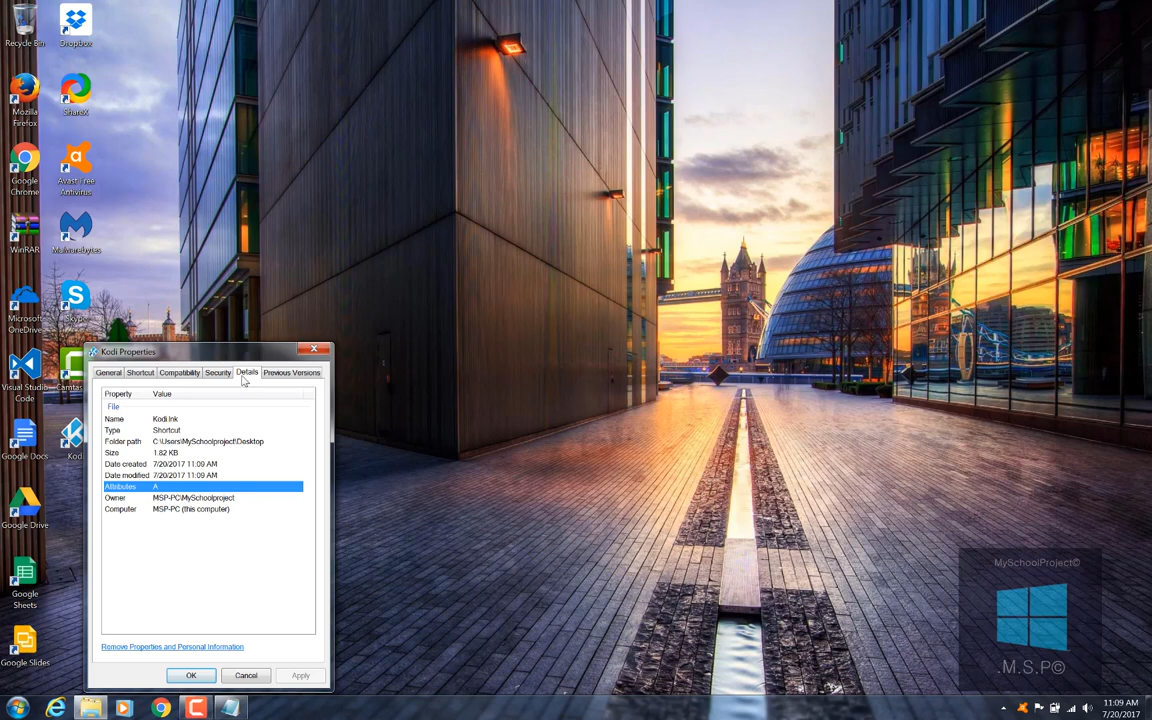 Recycle Bin
Dropbox
Mozilla
Firefox
ShareX
Google
Chrome
Avast Free
Antivirus
WinRAR
Malwarebytes
Microsoft
OneDrive
Skype
Visual Studio
Code
Camtas
Google Docs
Kodi
Google Drive
Google
Sheets
Google Slides
Kodi Properties
General Shortcut Compatibility Security Details Previous Versions
Property Value
File
Name Kodi.lnk
Type Shortcut
Folder path C:\Users\MySchoolproject\Desktop
Size 1.82 KB
Date created 7/20/2017 11:09 AM
Date modified 7/20/2017 11:09 AM
Attributes A
Owner MSP-PC\MySchoolproject
Computer MSP-PC (this computer)
Remove Properties and Personal Information
OK Cancel Apply
MySchoolProject©
.M.S.P©
11:09 AM
7/20/2017